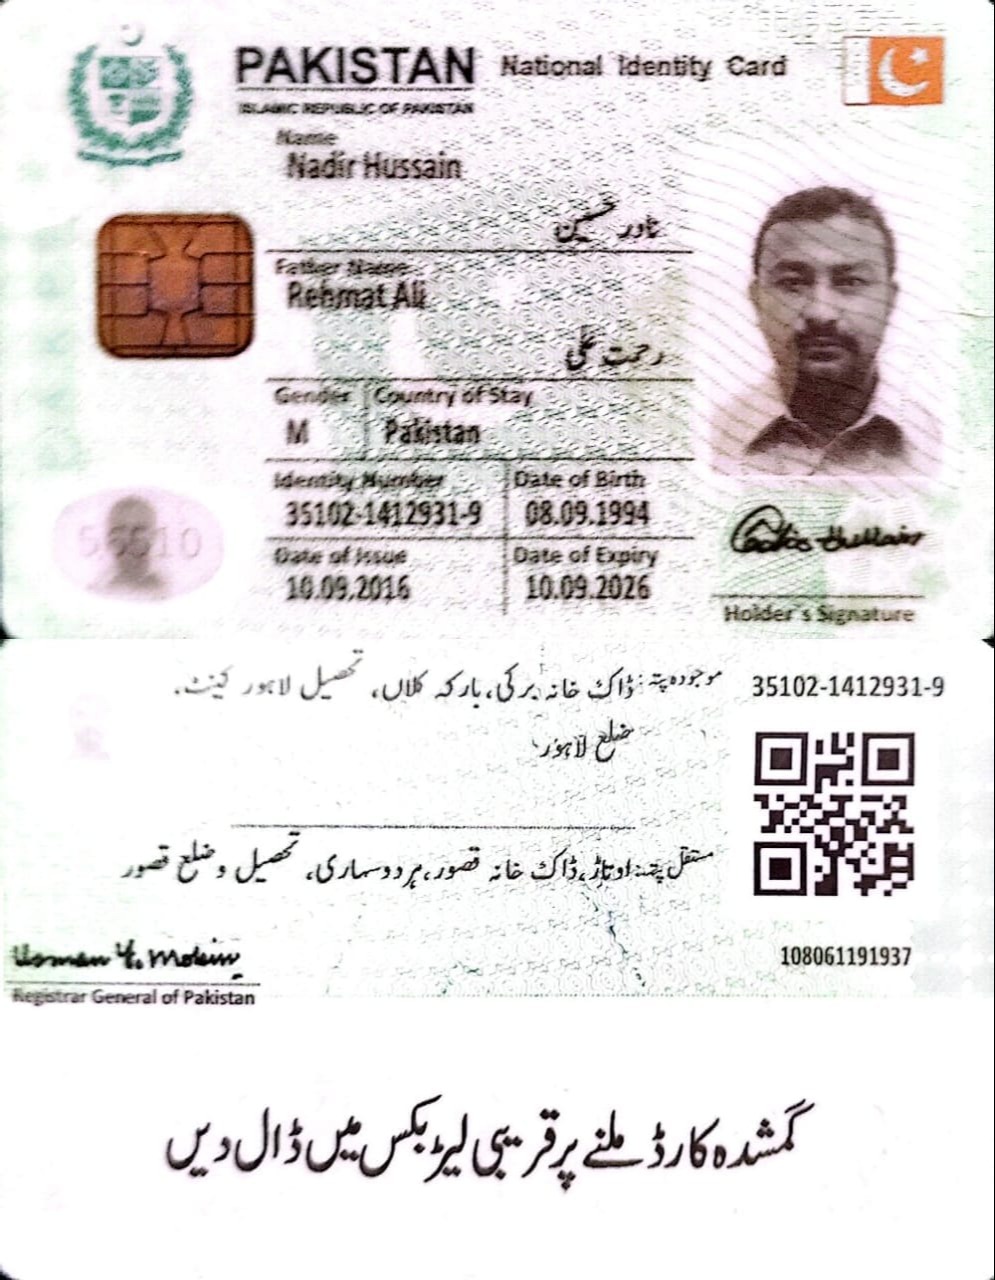 PAKISTAN National Identity Card
ISLAMIC REPUBLIC OF PAKISTAN
Name
Nadir Hussain
نادر حسین
Father Name
Rehmat Ali
رحمت علی
Gender Country of Stay
M Pakistan
Identity Number Date of Birth
35102-1412931-9 08.09.1994
Date of Issue Date of Expiry
10.09.2016 10.09.2026
Holder's Signature
35102-1412931-9
موجودہ پتہ: ڈاک خانہ برکی، بارکہ کلاں، تحصیل لاہور کینٹ،
ضلع لاہور
مستقل پتہ: ڈاک خانہ قصور، تحصیل و ضلع قصور
108061191937
Registrar General of Pakistan
گمشدہ کارڈ ملنے پر قریبی لیٹر بکس میں ڈال دیں